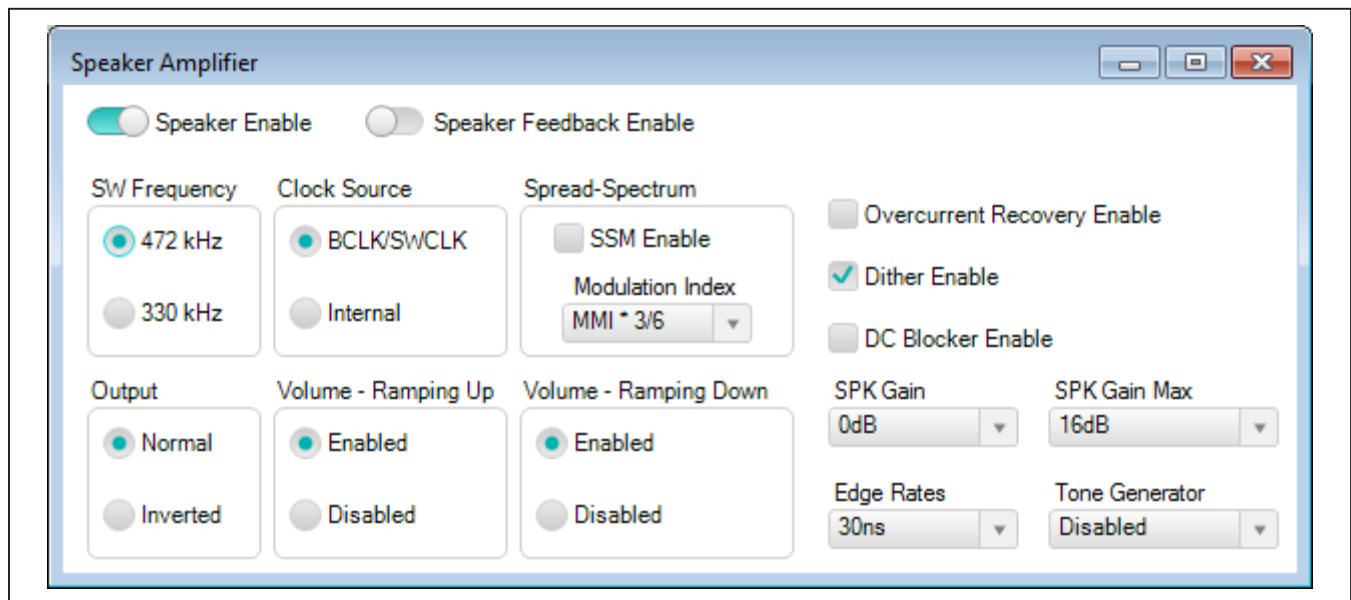 Speaker Amplifier
Speaker Enable
Speaker Feedback Enable
SW Frequency
472 kHz
330 kHz
Clock Source
BCLK/SWCLK
Internal
Spread-Spectrum
SSM Enable
Modulation Index
MMI * 3/6
Overcurrent Recovery Enable
Dither Enable
DC Blocker Enable
Output
Normal
Inverted
Volume - Ramping Up
Enabled
Disabled
Volume - Ramping Down
Enabled
Disabled
SPK Gain
0dB
SPK Gain Max
16dB
Edge Rates
30ns
Tone Generator
Disabled